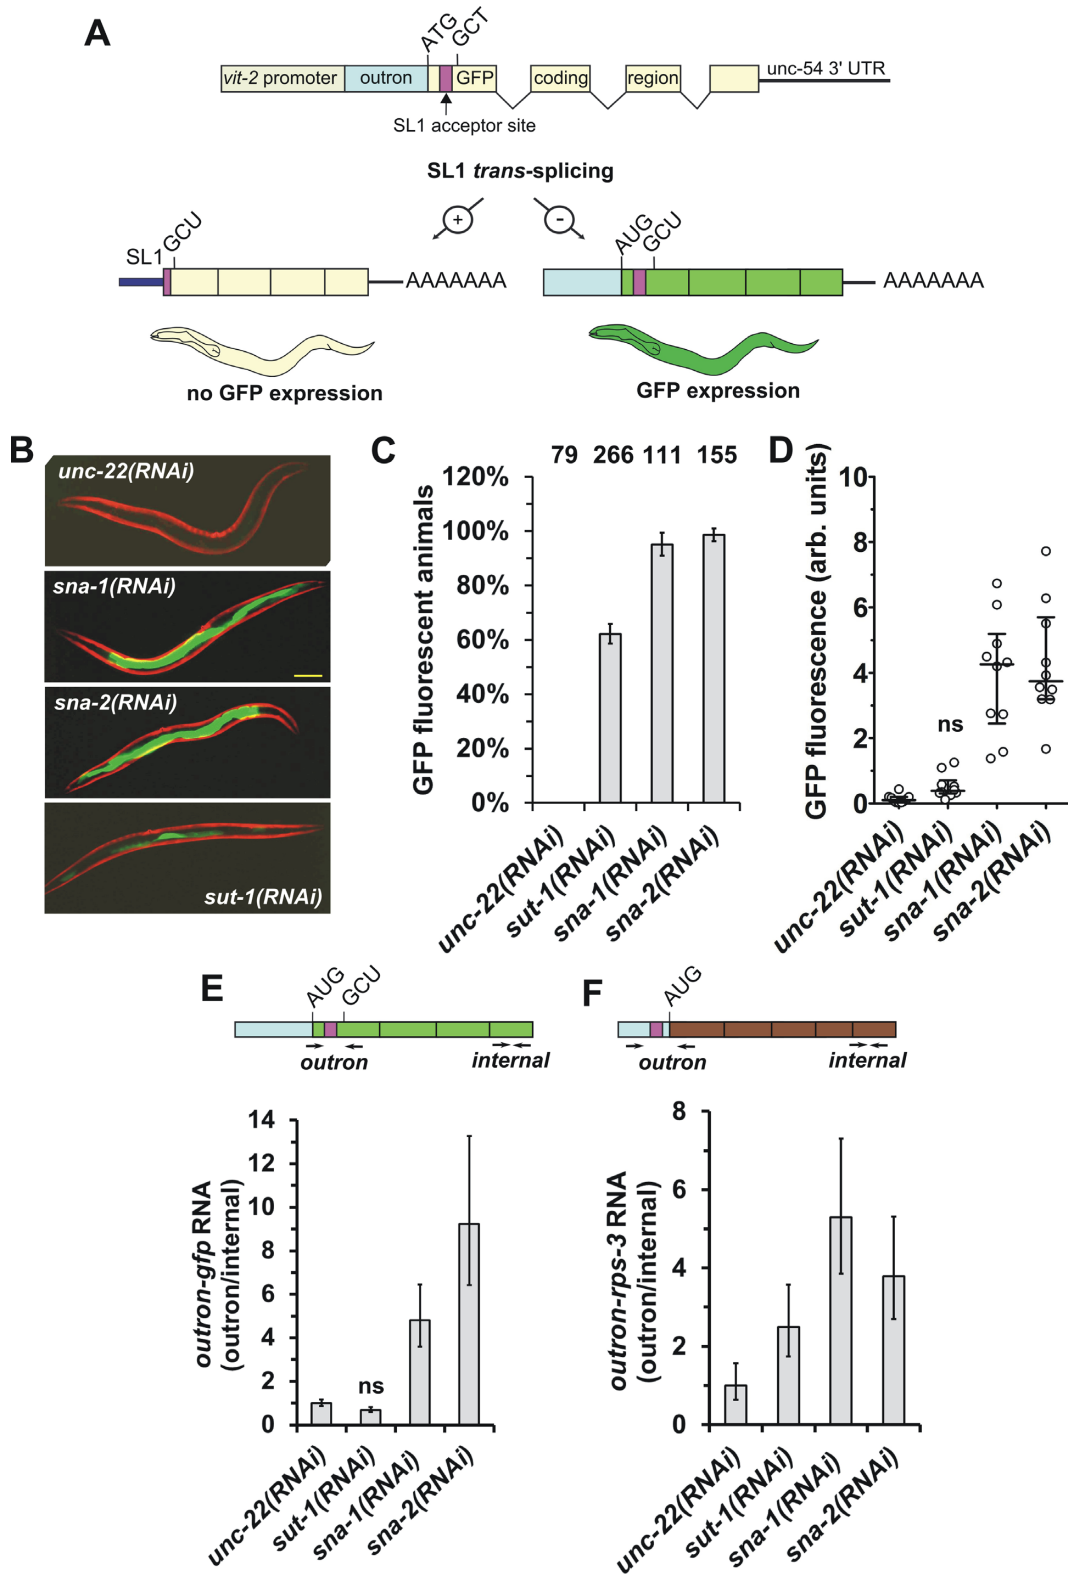 A
ATG
GCT
vit-2 promoter
outron
GFP
coding
region
unc-54 3' UTR
SL1 acceptor site
SL1 trans-splicing
+
-
SL1
GCU
AAAAAAA
AUG
GCU
AAAAAAA
no GFP expression
GFP expression
B
unc-22(RNAi)
sna-1(RNAi)
sna-2(RNAi)
sut-1(RNAi)
C
79 266 111 155
GFP fluorescent animals
120%
100%
80%
60%
40%
20%
0%
unc-22(RNAi)
sut-1(RNAi)
sna-1(RNAi)
sna-2(RNAi)
D
GFP fluorescence (arb. units)
10
8
6
4
2
0
ns
unc-22(RNAi)
sut-1(RNAi)
sna-1(RNAi)
sna-2(RNAi)
E
AUG
GCU
outron
internal
outron-gfp RNA
(outron/internal)
14
12
10
8
6
4
2
0
ns
unc-22(RNAi)
sut-1(RNAi)
sna-1(RNAi)
sna-2(RNAi)
F
AUG
outron
internal
outron-rps-3 RNA
(outron/internal)
8
6
4
2
0
unc-22(RNAi)
sut-1(RNAi)
sna-1(RNAi)
sna-2(RNAi)